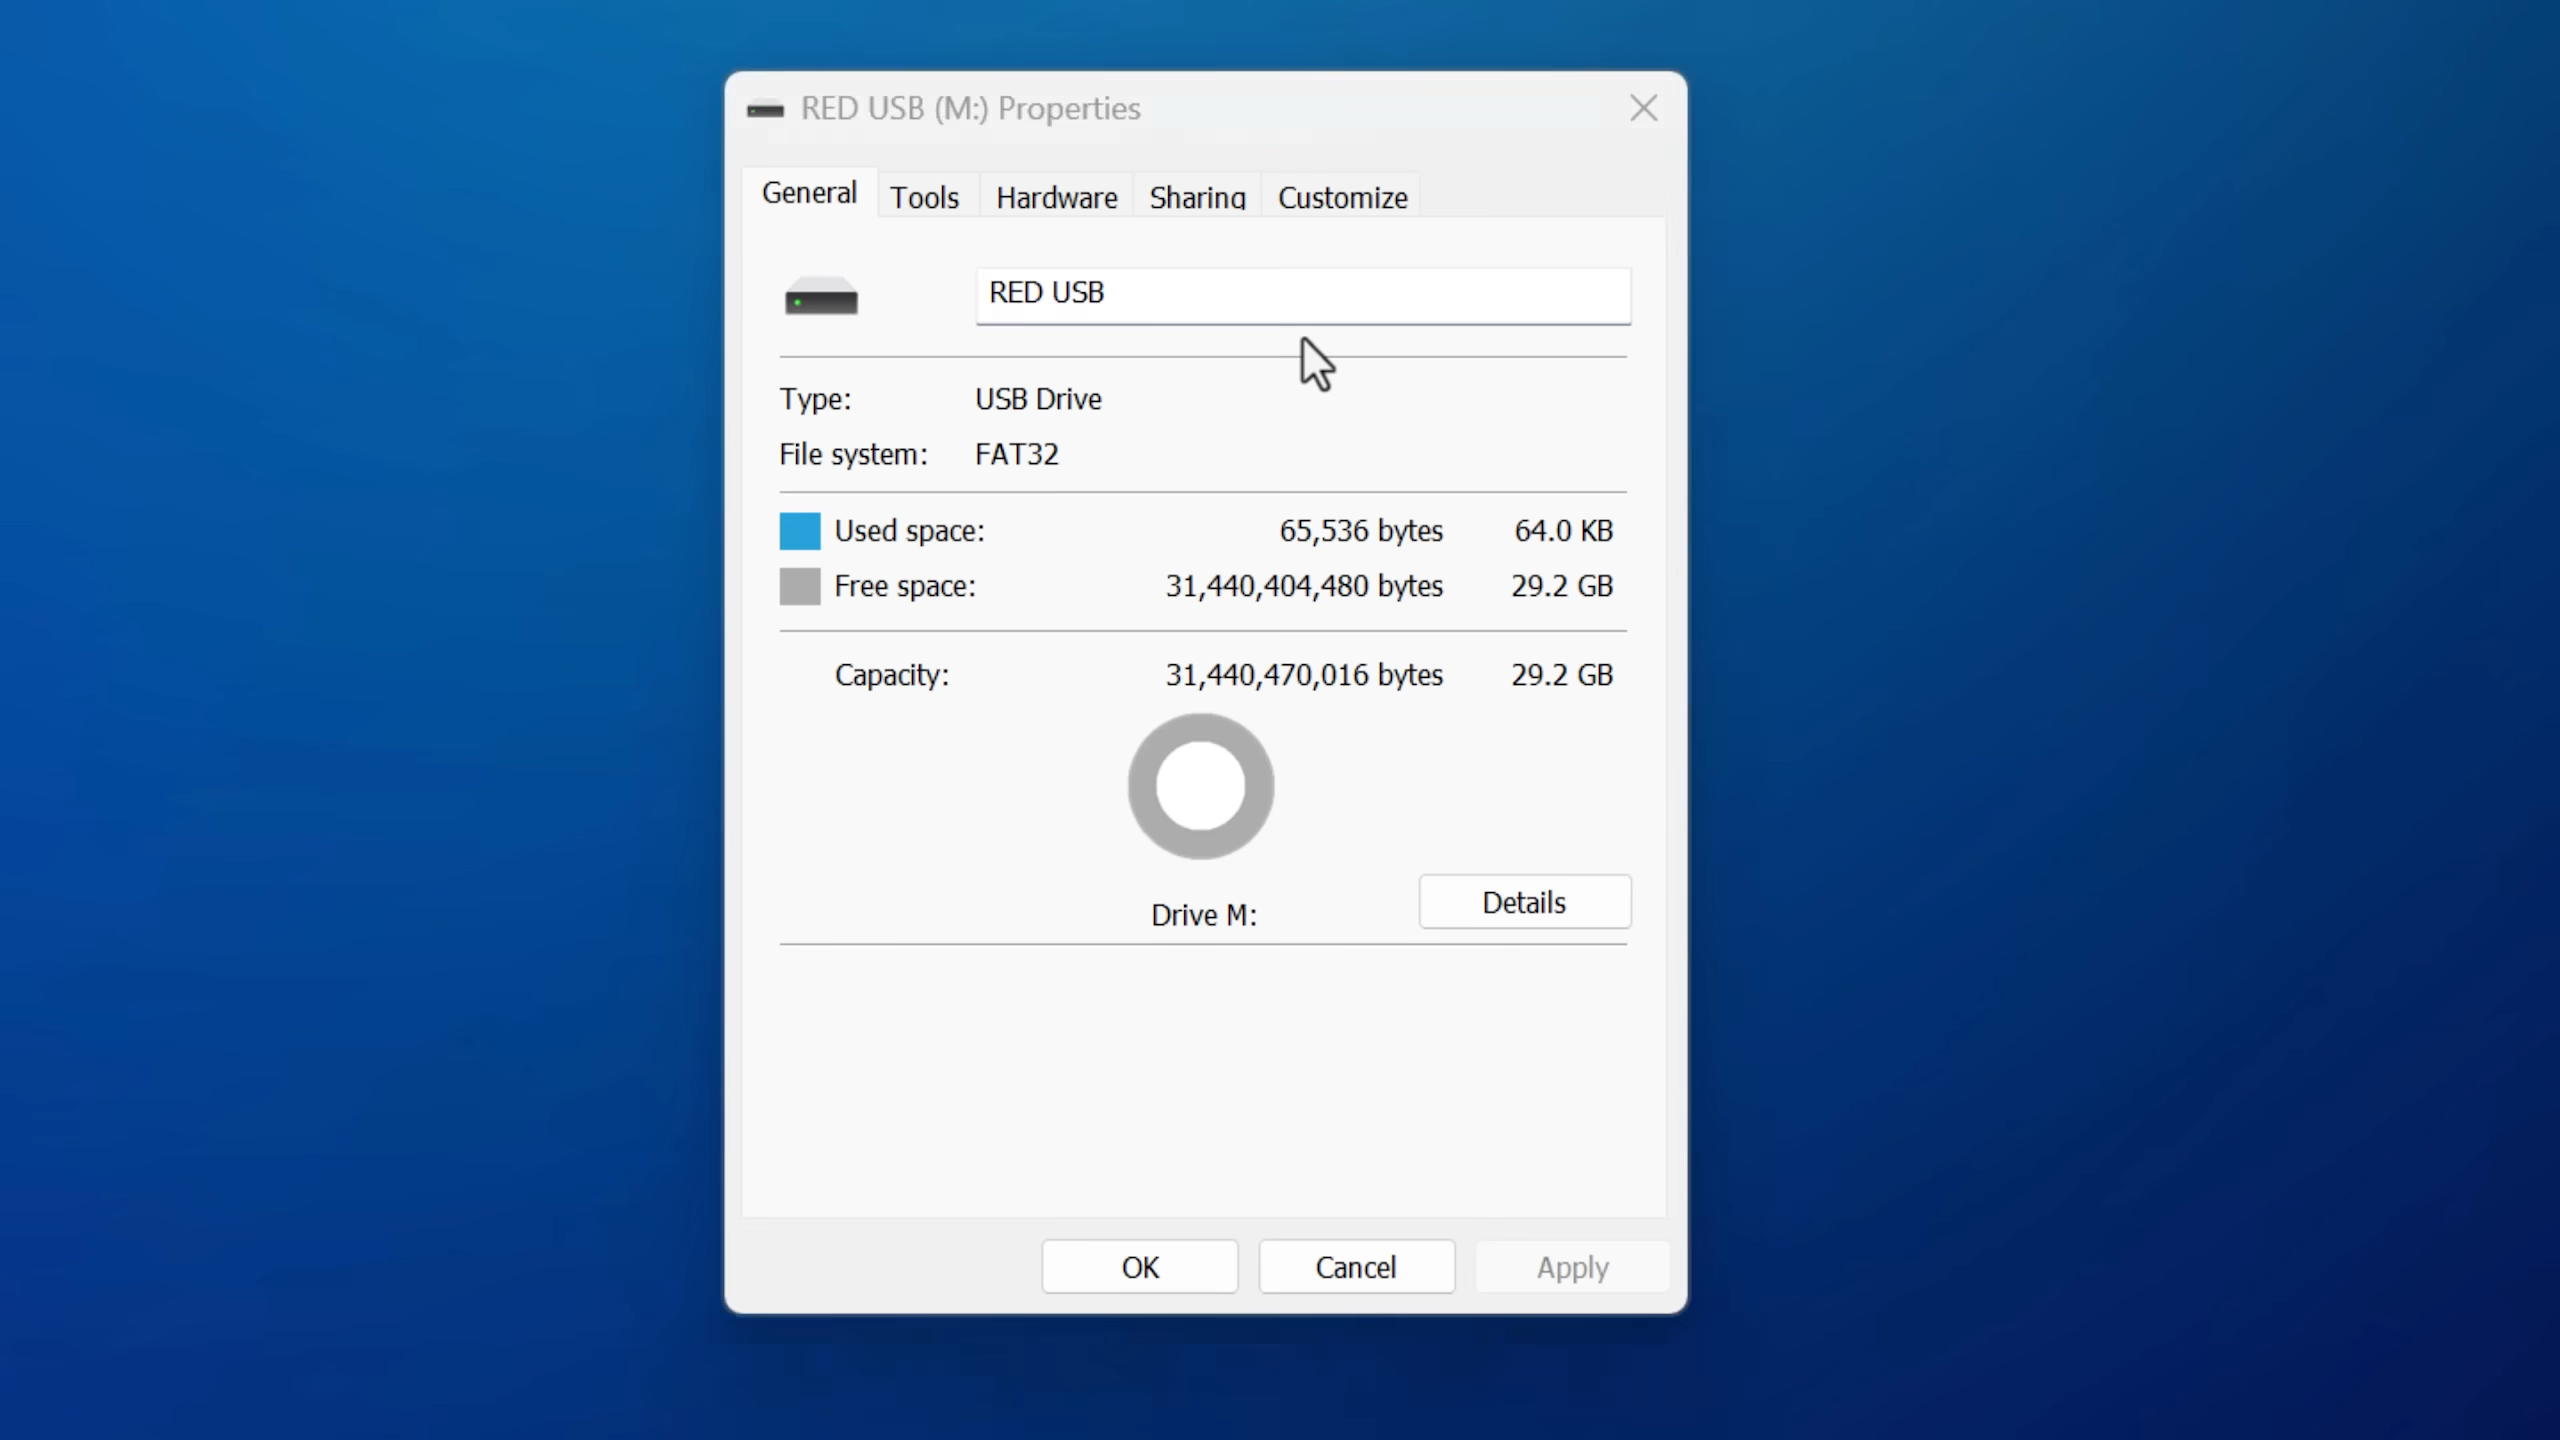 RED USB (M:) Properties
General Tools Hardware Sharing Customize
RED USB
Type: USB Drive
File system: FAT32
Used space: 65,536 bytes 64.0 KB
Free space: 31,440,404,480 bytes 29.2 GB
Capacity: 31,440,470,016 bytes 29.2 GB
Drive M:
Details
OK Cancel Apply